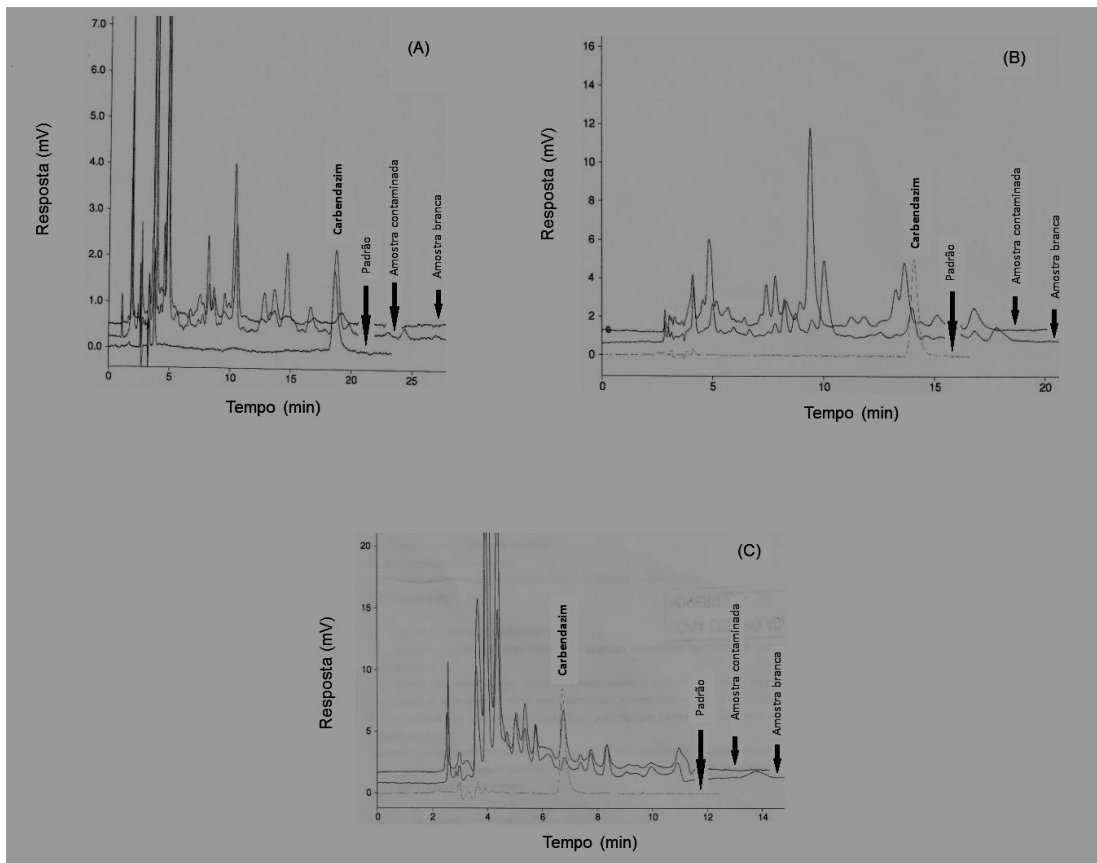 (A)
7.0
6.0
5.0
4.0
3.0
2.0
1.0
0.0
Resposta (mV)
Carbendazim
Padrão
Amostra contaminada
Amostra branca
0 5 10 15 20 25
Tempo (min)
(B)
16
14
12
10
8
6
4
2
0
Resposta (mV)
Carbendazim
Padrão
Amostra contaminada
Amostra branca
0 5 10 15 20
Tempo (min)
(C)
20
15
10
5
0
Resposta (mV)
Carbendazim
Padrão
Amostra contaminada
Amostra branca
0 2 4 6 8 10 12 14
Tempo (min)